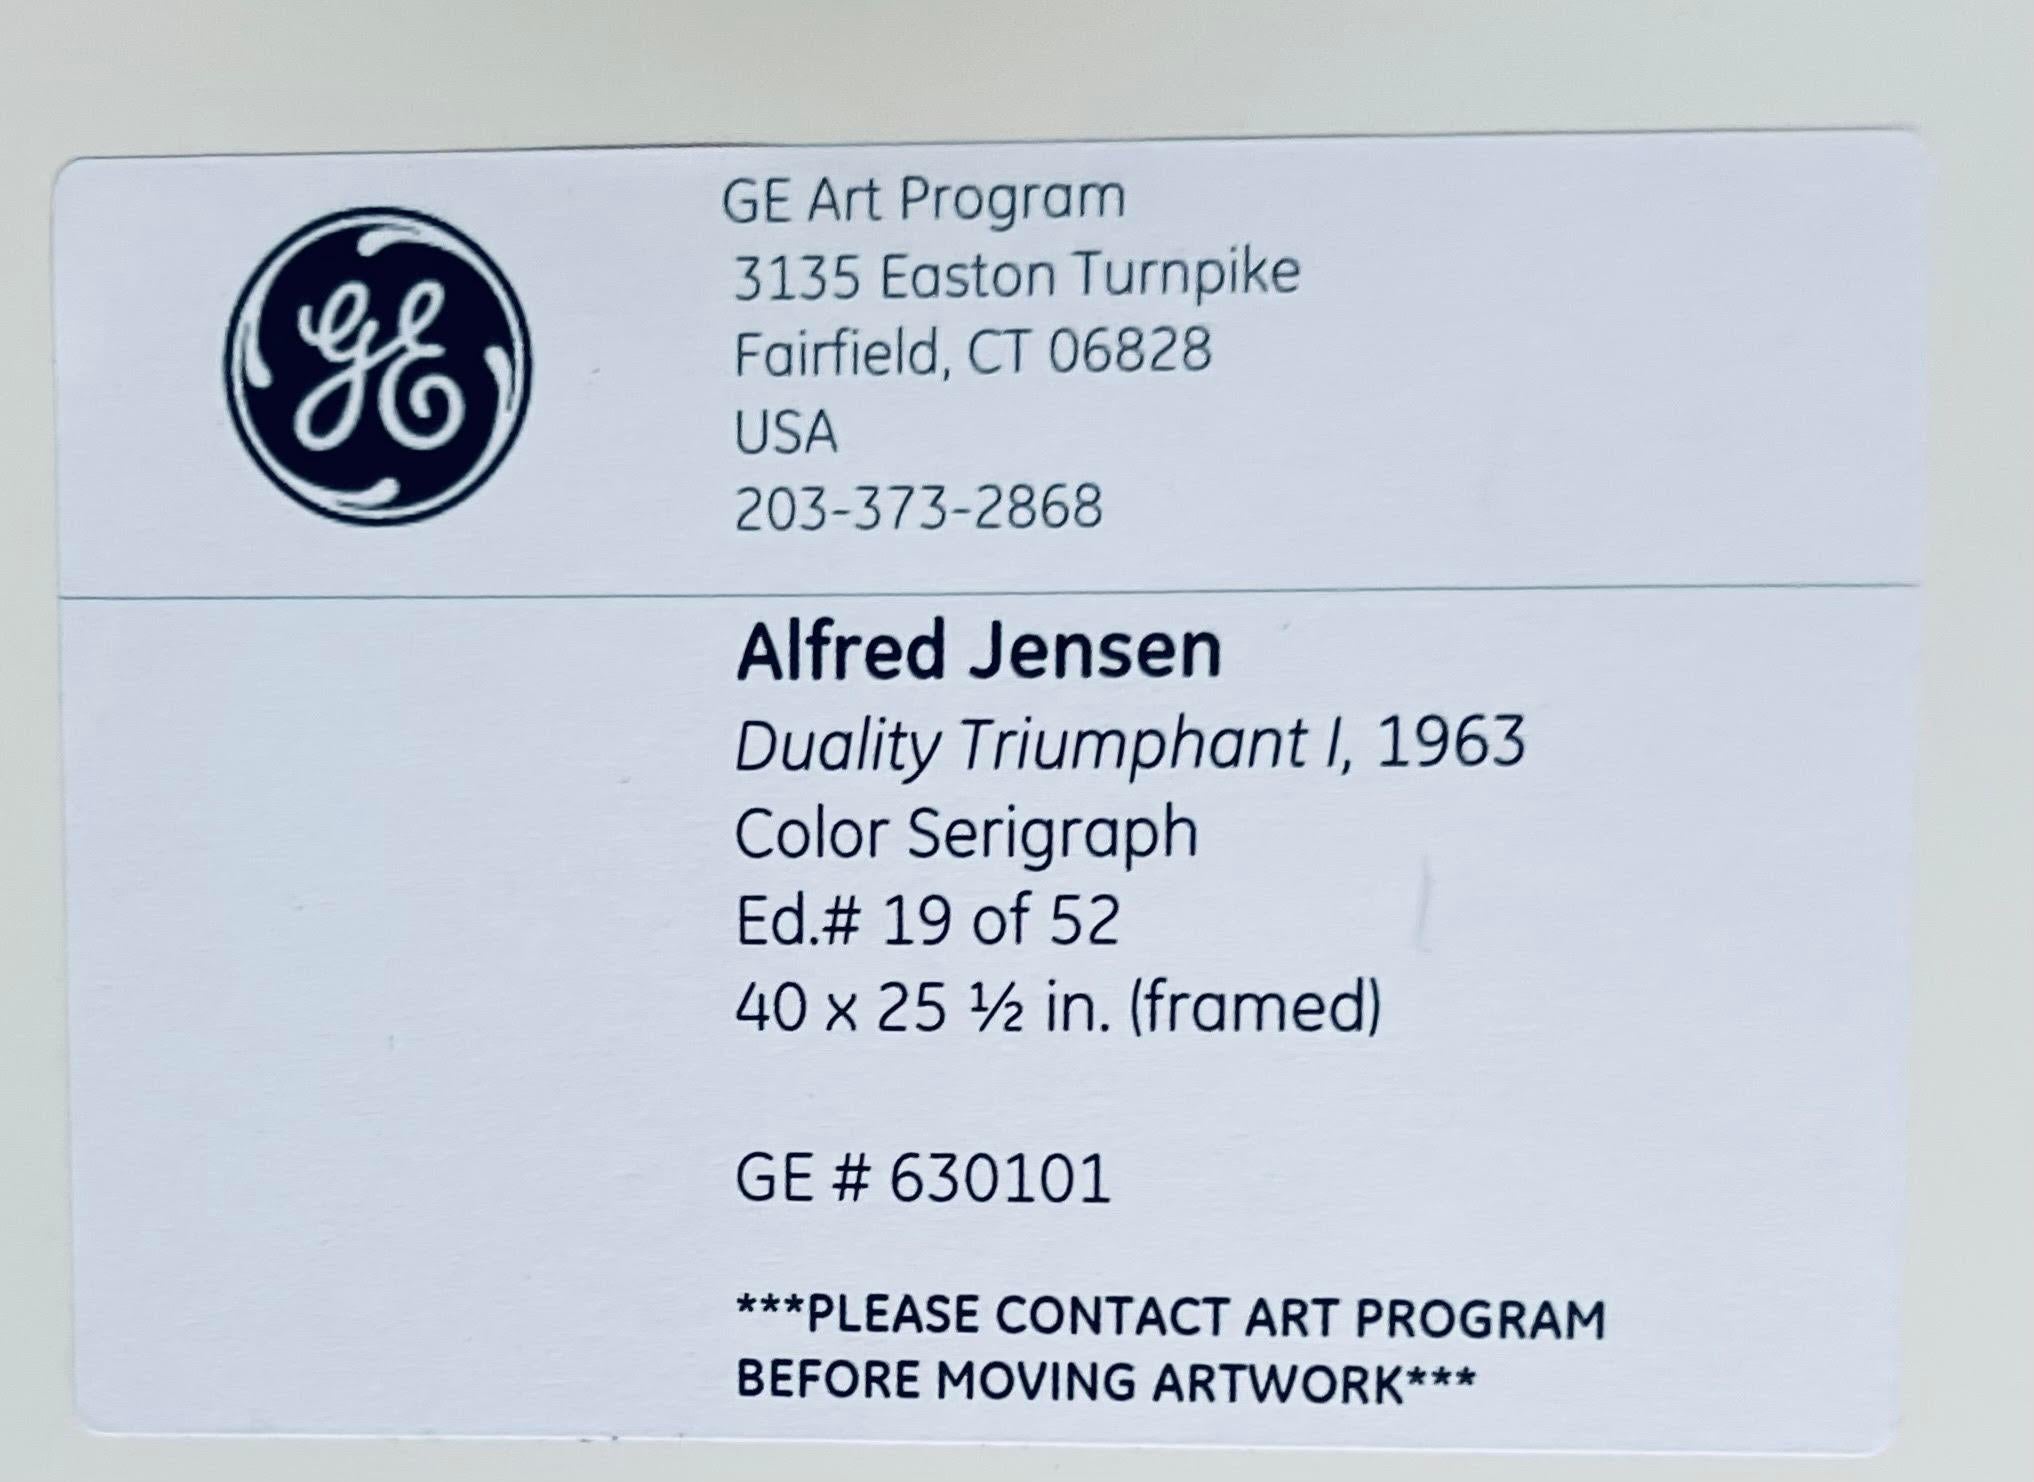 GE
GE Art Program
3135 Easton Turnpike
Fairfield, CT 06828
USA
203-373-2868
Alfred Jensen
Duality Triumphant I, 1963
Color Serigraph
Ed.# 19 of 52
40 x 25 ½ in. (framed)
GE # 630101
***PLEASE CONTACT ART PROGRAM
BEFORE MOVING ARTWORK***